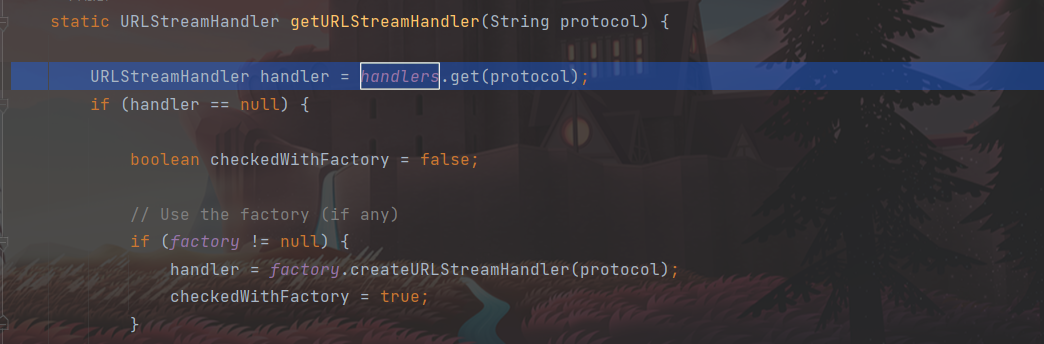 static URLStreamHandler getURLStreamHandler(String protocol) {
URLStreamHandler handler = handlers.get(protocol);
if (handler == null) {
boolean checkedWithFactory = false;
// Use the factory (if any)
if (factory != null) {
handler = factory.createURLStreamHandler(protocol);
checkedWithFactory = true;
}